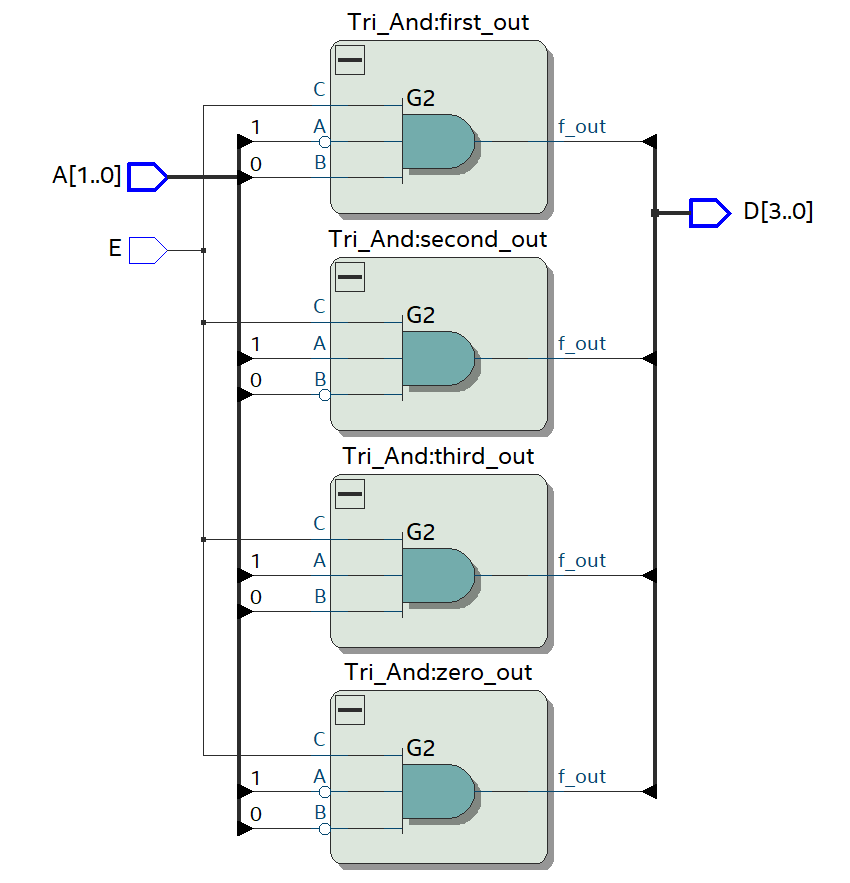 Tri_And:first_out
C
G2
1
A
f_out
0
B
A[1..0]
D[3..0]
E
Tri_And:second_out
C
G2
1
A
f_out
0
B
Tri_And:third_out
C
G2
1
A
f_out
0
B
Tri_And:zero_out
C
G2
1
A
f_out
0
B